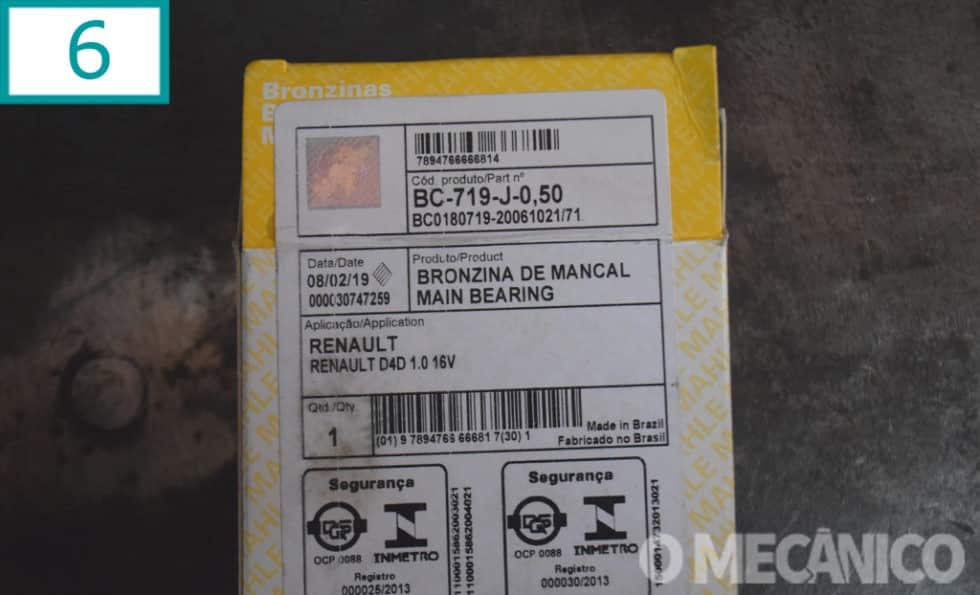 6
Bronzinas
7894766666814
Cód. produto/Part nº
BC-719-J-0,50
BC0180719-20061021/71
Data/Date
08/02/19
000030747259
Produto/Product
BRONZINA DE MANCAL
MAIN BEARING
Aplicação/Application
RENAULT
RENAULT D4D 1.0 16V
Qtd./Qty.
1
(01) 9 7894766 66681 7(30) 1
Made in Brazil
Fabricado no Brasil
Segurança
OCP 0088
INMETRO
Registro
000025/2013
1100015862003021
1100015862004021
Segurança
OCP 0088
INMETRO
Registro
000030/2013
MAHLE
O MECÂNICO